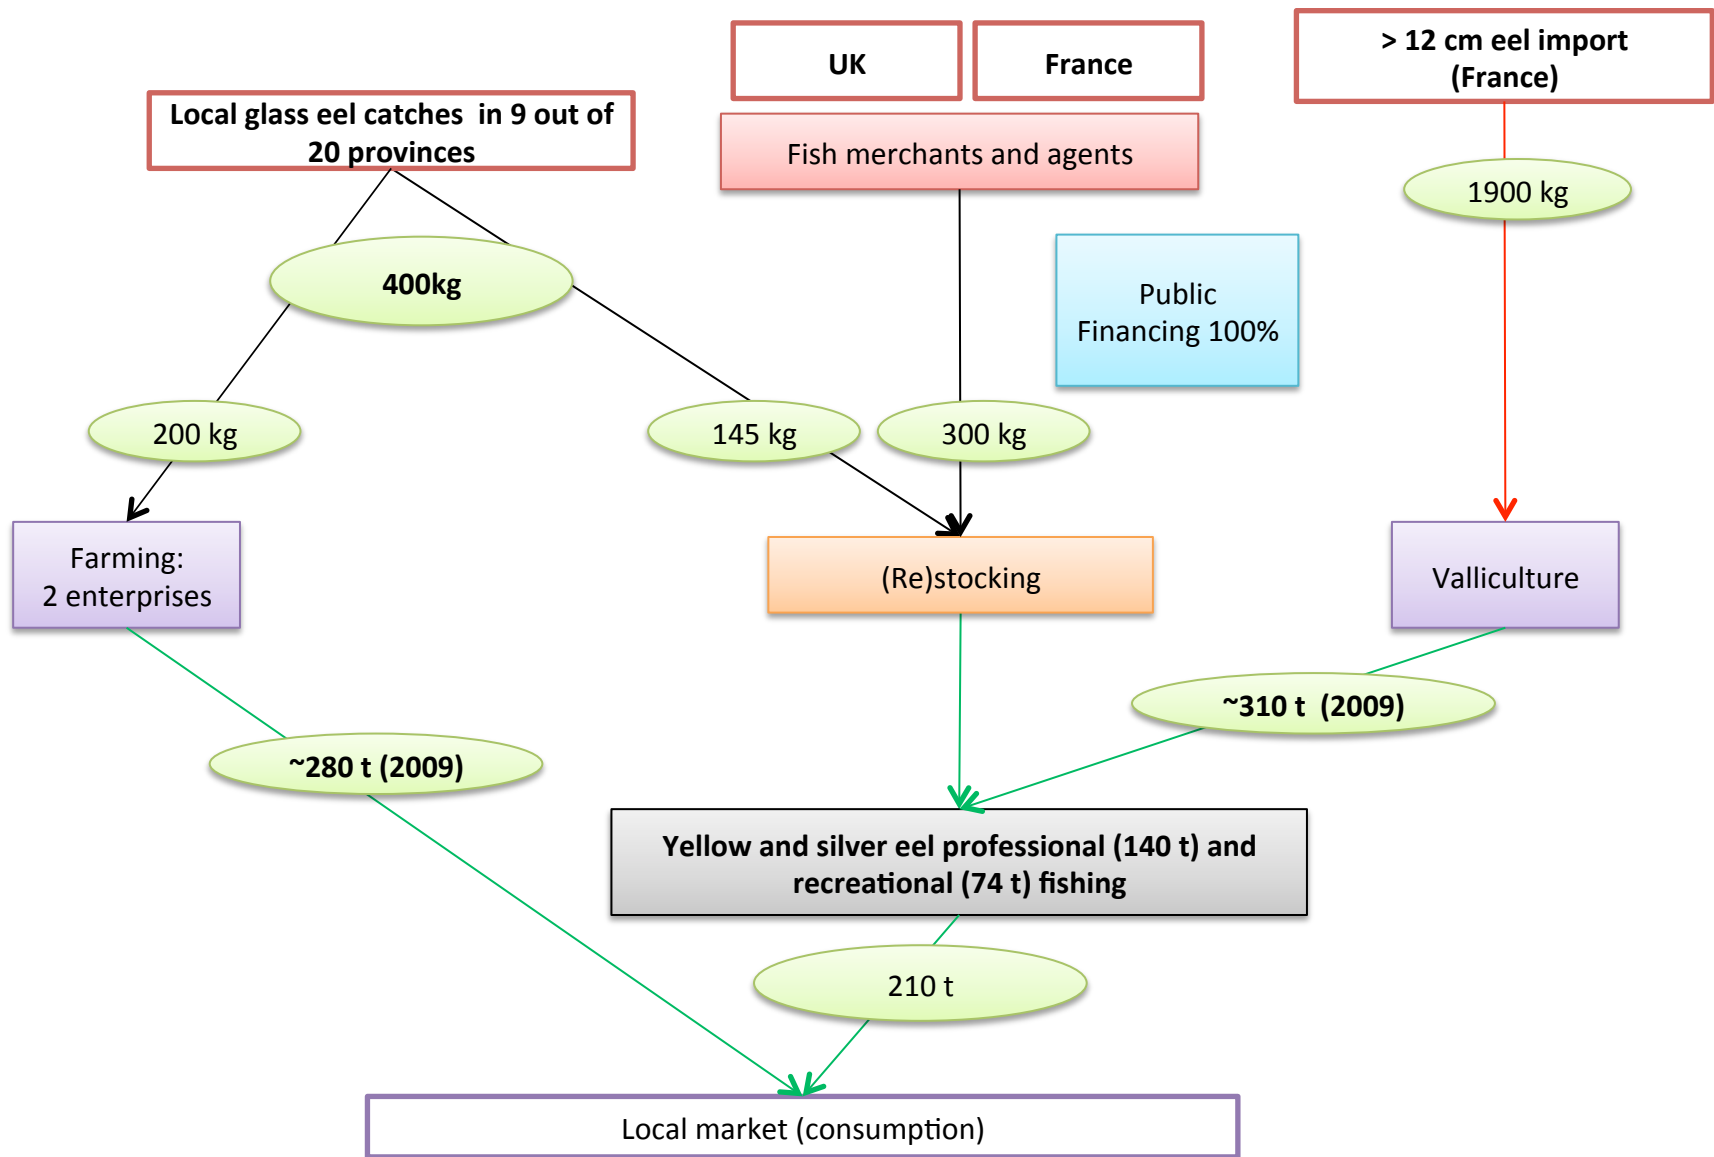 UK
France
> 12 cm eel import
(France)
Local glass eel catches  in 9 out of
20 provinces
Fish merchants and agents
1900 kg
400kg
Public
Financing 100%
200 kg
145 kg
300 kg
Farming:
2 enterprises
(Re)stocking
Valliculture
~310 t  (2009)
~280 t (2009)
Yellow and silver eel professional (140 t) and
recreational (74 t) fishing
210 t
Local market (consumption)